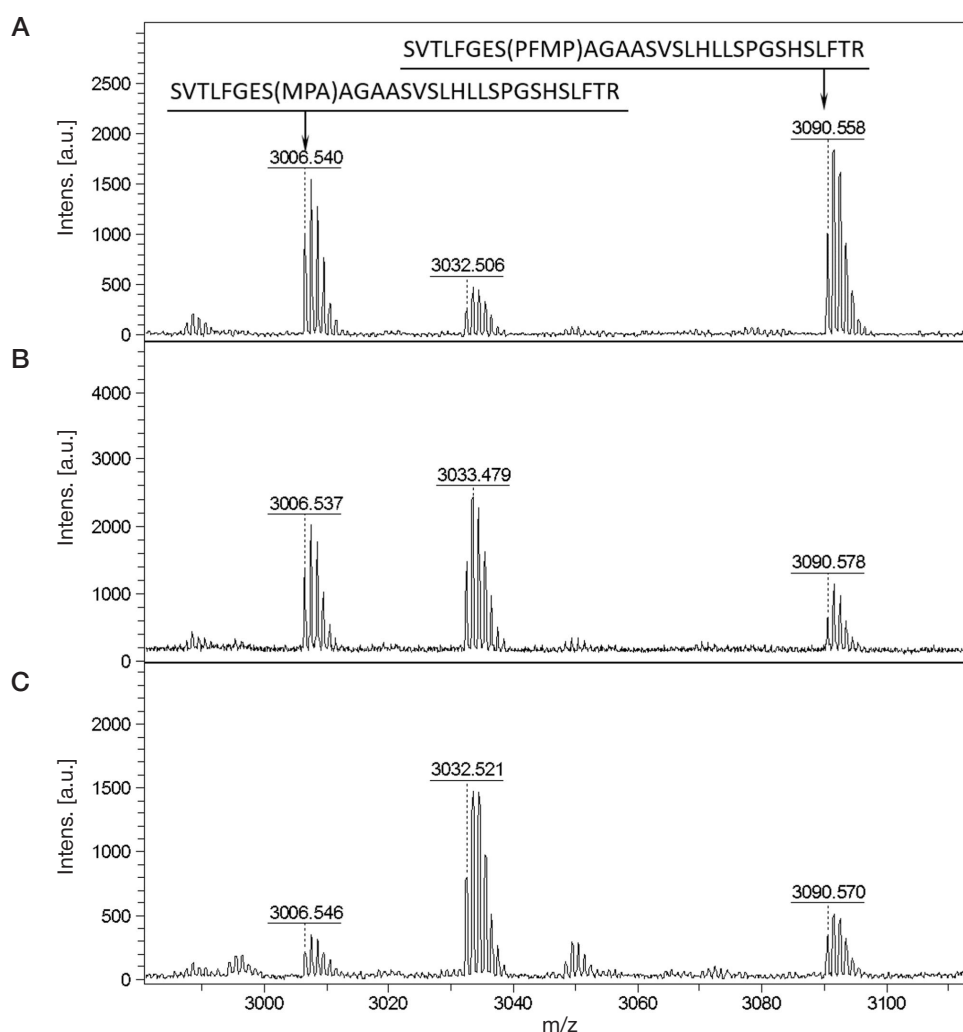 A
SVTLFGES(PFMP)AGAASVSLHLLSPGSHSLFTR
SVTLFGES(MPA)AGAASVSLHLLSPGSHSLFTR
Intens. [a.u.]
2500
2000
1500
1000
500
0
3006.540
3032.506
3090.558
B
Intens. [a.u.]
4000
3000
2000
1000
0
3006.537
3033.479
3090.578
C
Intens. [a.u.]
2000
1500
1000
500
0
3006.546
3032.521
3090.570
3000 3020 3040 3060 3080 3100
m/z